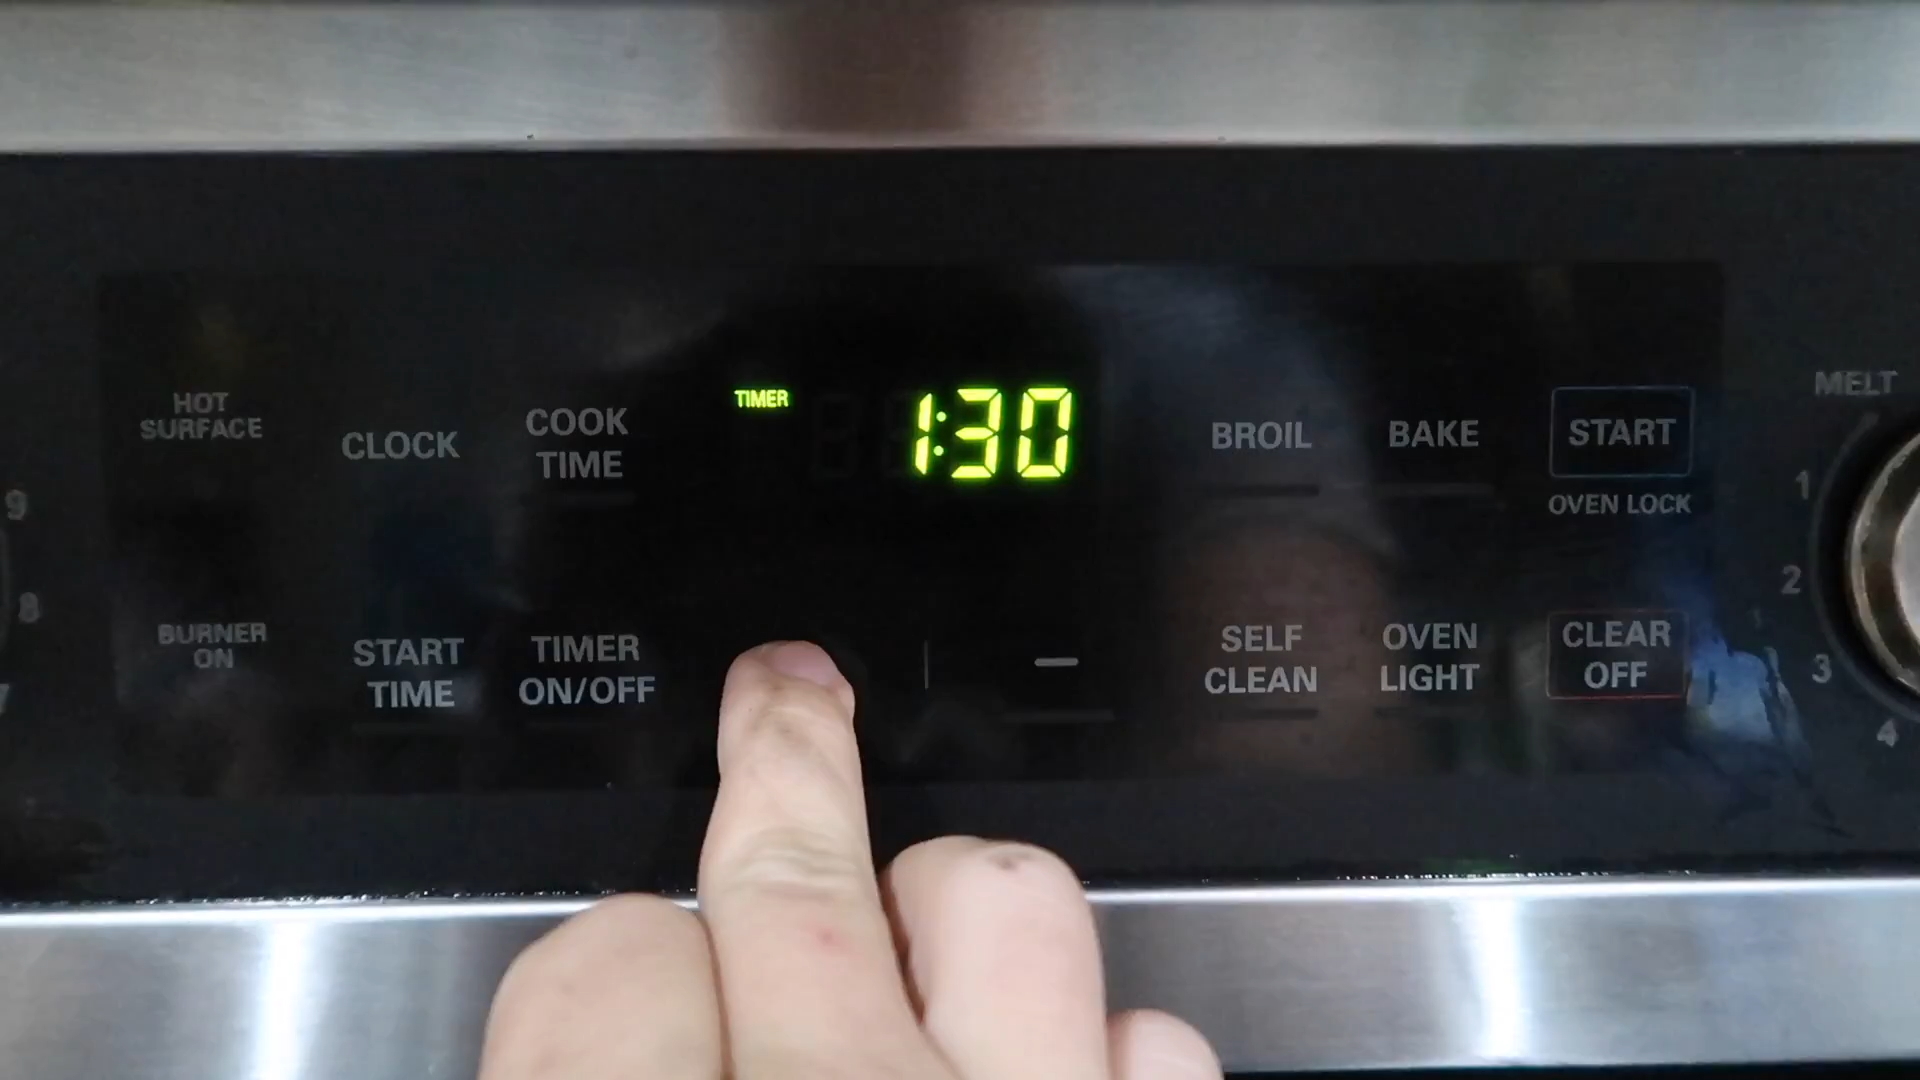 HOT
SURFACE
CLOCK
COOK
TIME
TIMER
1:30
BROIL
BAKE
START
OVEN LOCK
MELT
1
9
8
7
BURNER
ON
START
TIME
TIMER
ON/OFF
–
SELF
CLEAN
OVEN
LIGHT
CLEAR
OFF
2
3
4